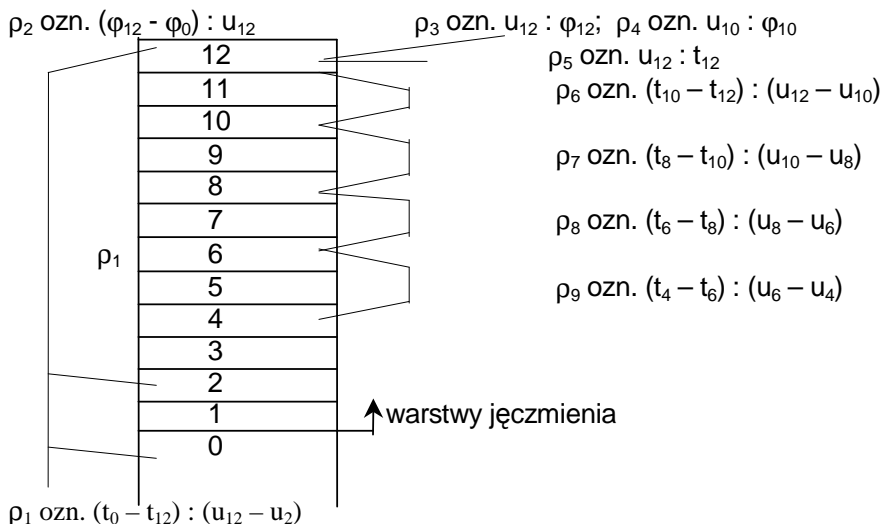 ρ₂ ozn. (φ₁₂ - φ₀) : u₁₂
ρ₃ ozn. u₁₂ : φ₁₂; ρ₄ ozn. u₁₀ : φ₁₀
12
ρ₅ ozn. u₁₂ : t₁₂
11
ρ₆ ozn. (t₁₀ – t₁₂) : (u₁₂ – u₁₀)
10
9
ρ₇ ozn. (t₈ – t₁₀) : (u₁₀ – u₈)
8
7
ρ₈ ozn. (t₆ – t₈) : (u₈ – u₆)
ρ₁
6
5
ρ₉ ozn. (t₄ – t₆) : (u₆ – u₄)
4
3
2
1
warstwy jęczmienia
0
ρ₁ ozn. (t₀ – t₁₂) : (u₁₂ – u₂)